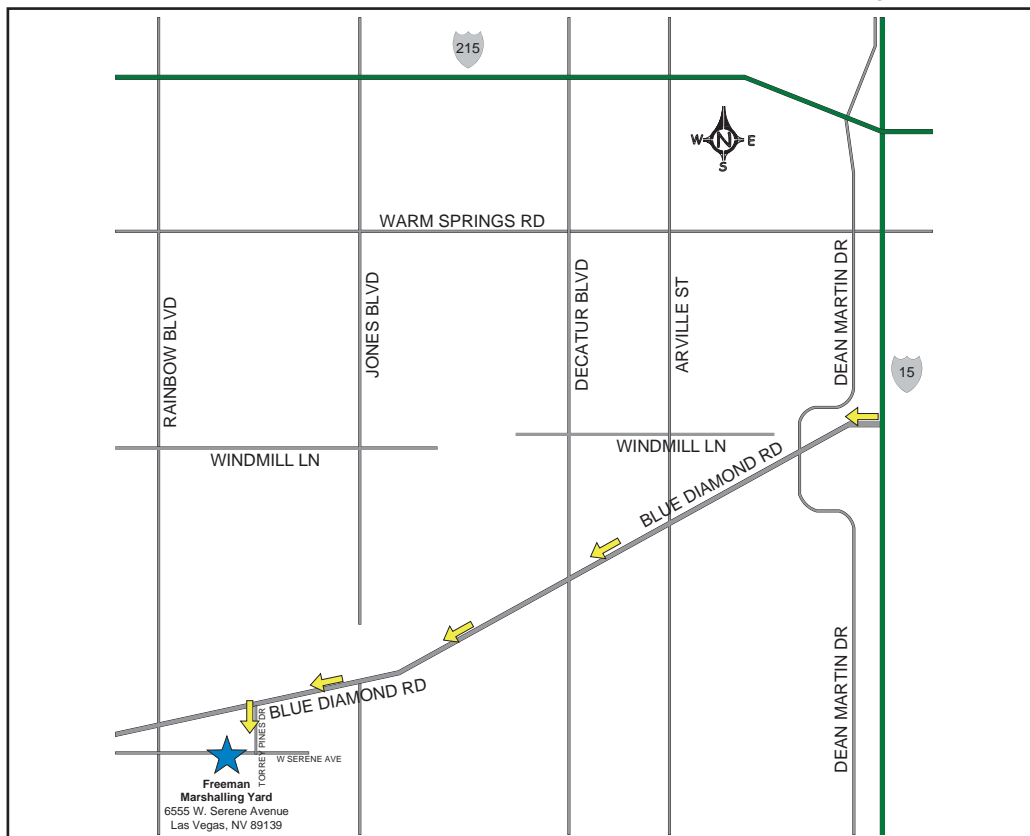 215
W N E
S
WARM SPRINGS RD
RAINBOW BLVD
JONES BLVD
DECATUR BLVD
ARVILLE ST
DEAN MARTIN DR
15
WINDMILL LN
WINDMILL LN
BLUE DIAMOND RD
BLUE DIAMOND RD
TORREY PINES DR
W SERENE AVE
DEAN MARTIN DR
Freeman
Marshalling Yard
6555 W. Serene Avenue
Las Vegas, NV 89139